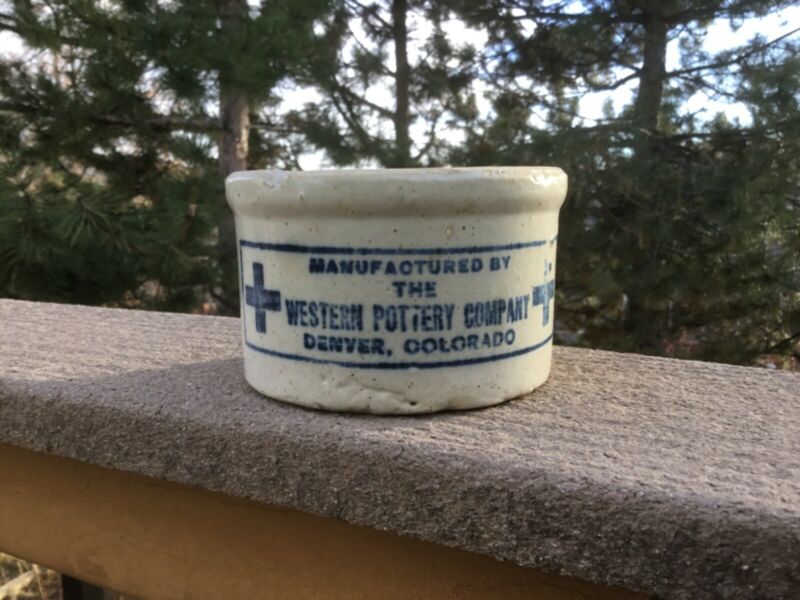 MANUFACTURED BY
THE
WESTERN POTTERY COMPANY
DENVER, COLORADO